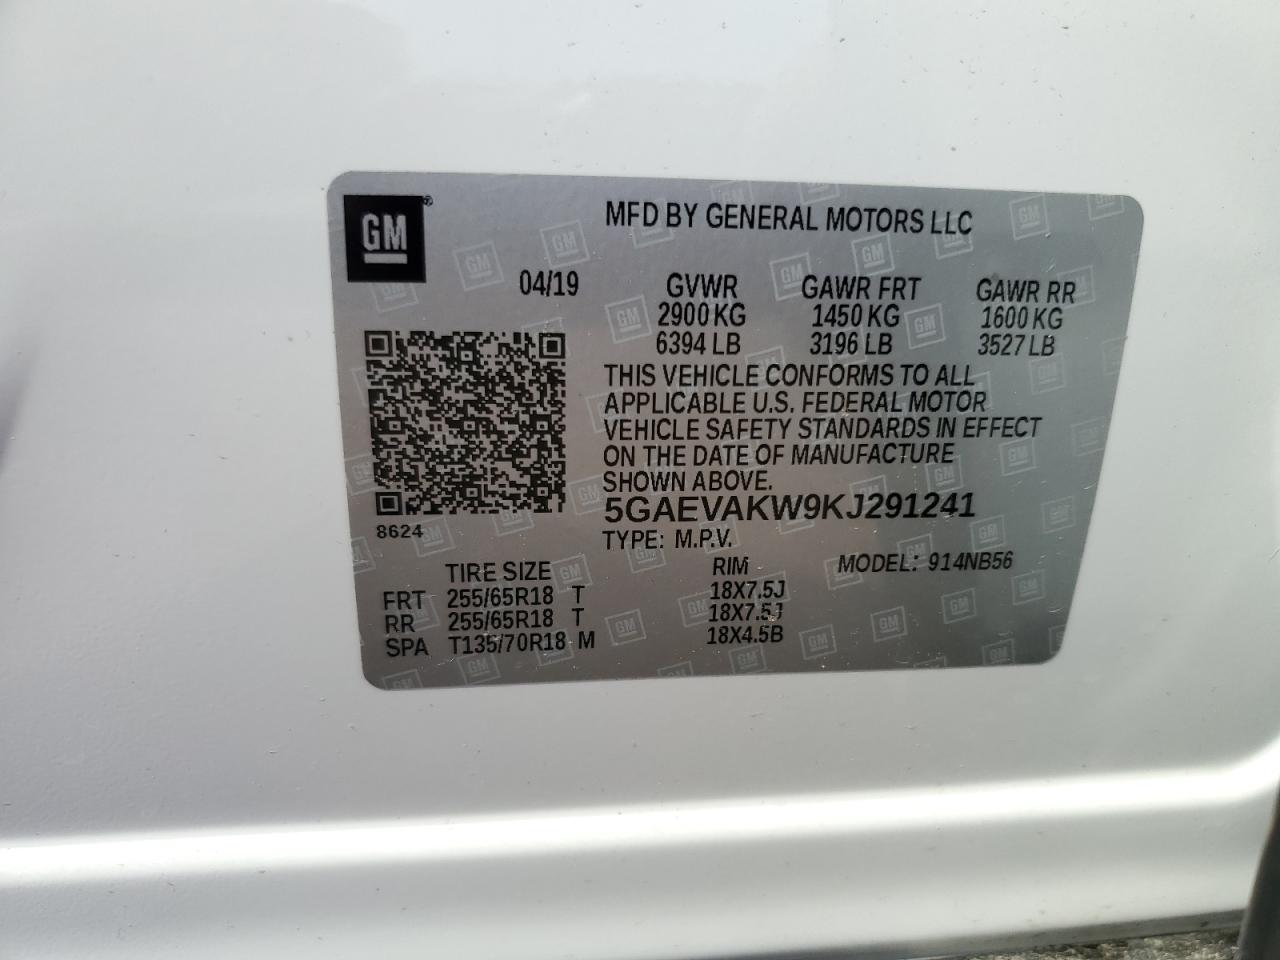 GM®
MFD BY GENERAL MOTORS LLC
04/19 GVWR GAWR FRT GAWR RR
2900 KG 1450 KG 1600 KG
6394 LB 3196 LB 3527 LB
THIS VEHICLE CONFORMS TO ALL
APPLICABLE U.S. FEDERAL MOTOR
VEHICLE SAFETY STANDARDS IN EFFECT
ON THE DATE OF MANUFACTURE
SHOWN ABOVE.
5GAEVAKW9KJ291241
8624
TYPE: M.P.V. MODEL: 914NB56
TIRE SIZE RIM
FRT 255/65R18 T 18X7.5J
RR 255/65R18 T 18X7.5J
SPA T135/70R18 M 18X4.5B